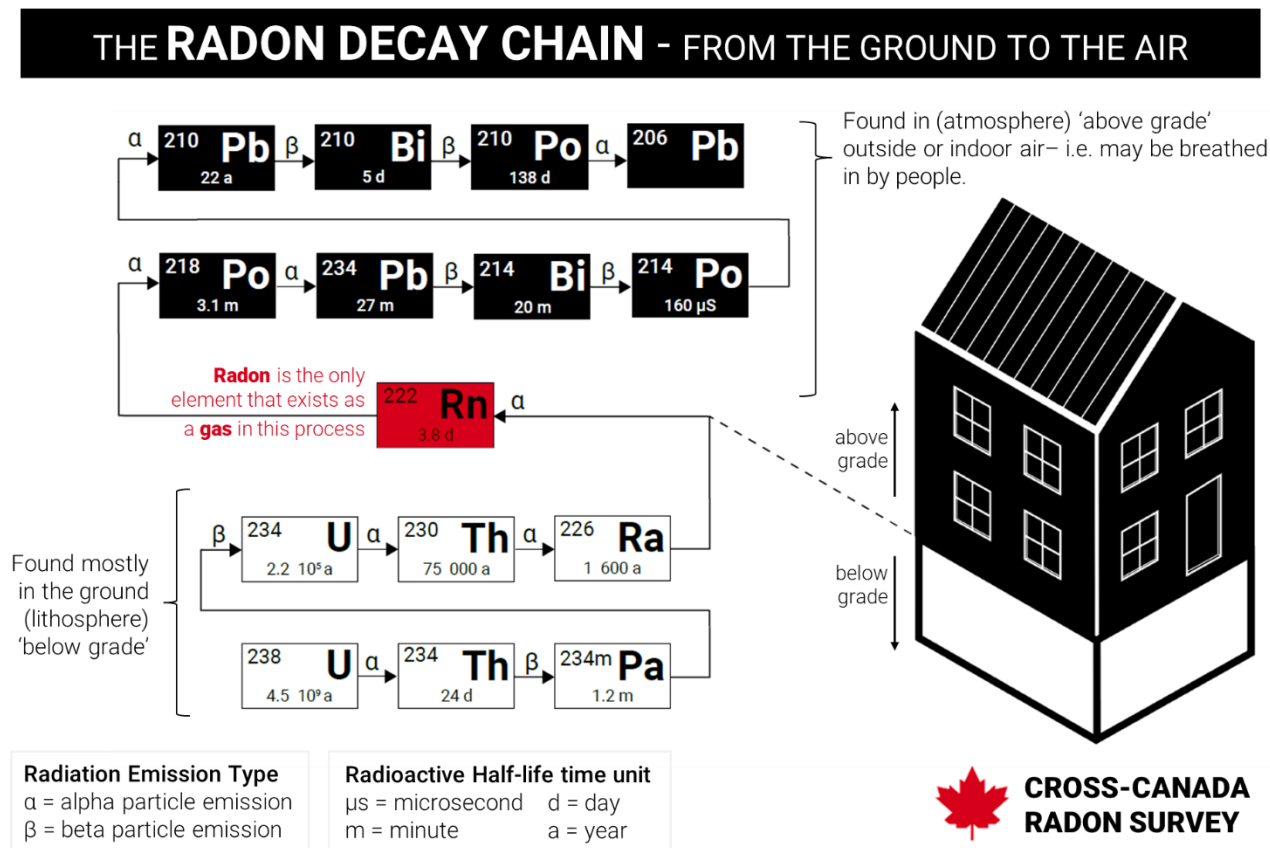 THE RADON DECAY CHAIN - FROM THE GROUND TO THE AIR
α 210 Pb 22 a β 210 Bi 5 d β 210 Po 138 d α 206 Pb
Found in (atmosphere) ‘above grade’
outside or indoor air– i.e. may be breathed
in by people.
α 218 Po 3.1 m α 234 Pb 27 m β 214 Bi 20 m β 214 Po 160 µS
Radon is the only
element that exists as
a gas in this process
222 Rn 3.8 d α
above
grade
below
grade
Found mostly
in the ground
(lithosphere)
‘below grade’
β 234 U 2.2 10⁵ a α 230 Th 75 000 a α 226 Ra 1 600 a
238 U 4.5 10⁹ a α 234 Th 24 d β 234m Pa 1.2 m
Radiation Emission Type
α = alpha particle emission
β = beta particle emission
Radioactive Half-life time unit
µs = microsecond d = day
m = minute a = year
CROSS-CANADA
RADON SURVEY